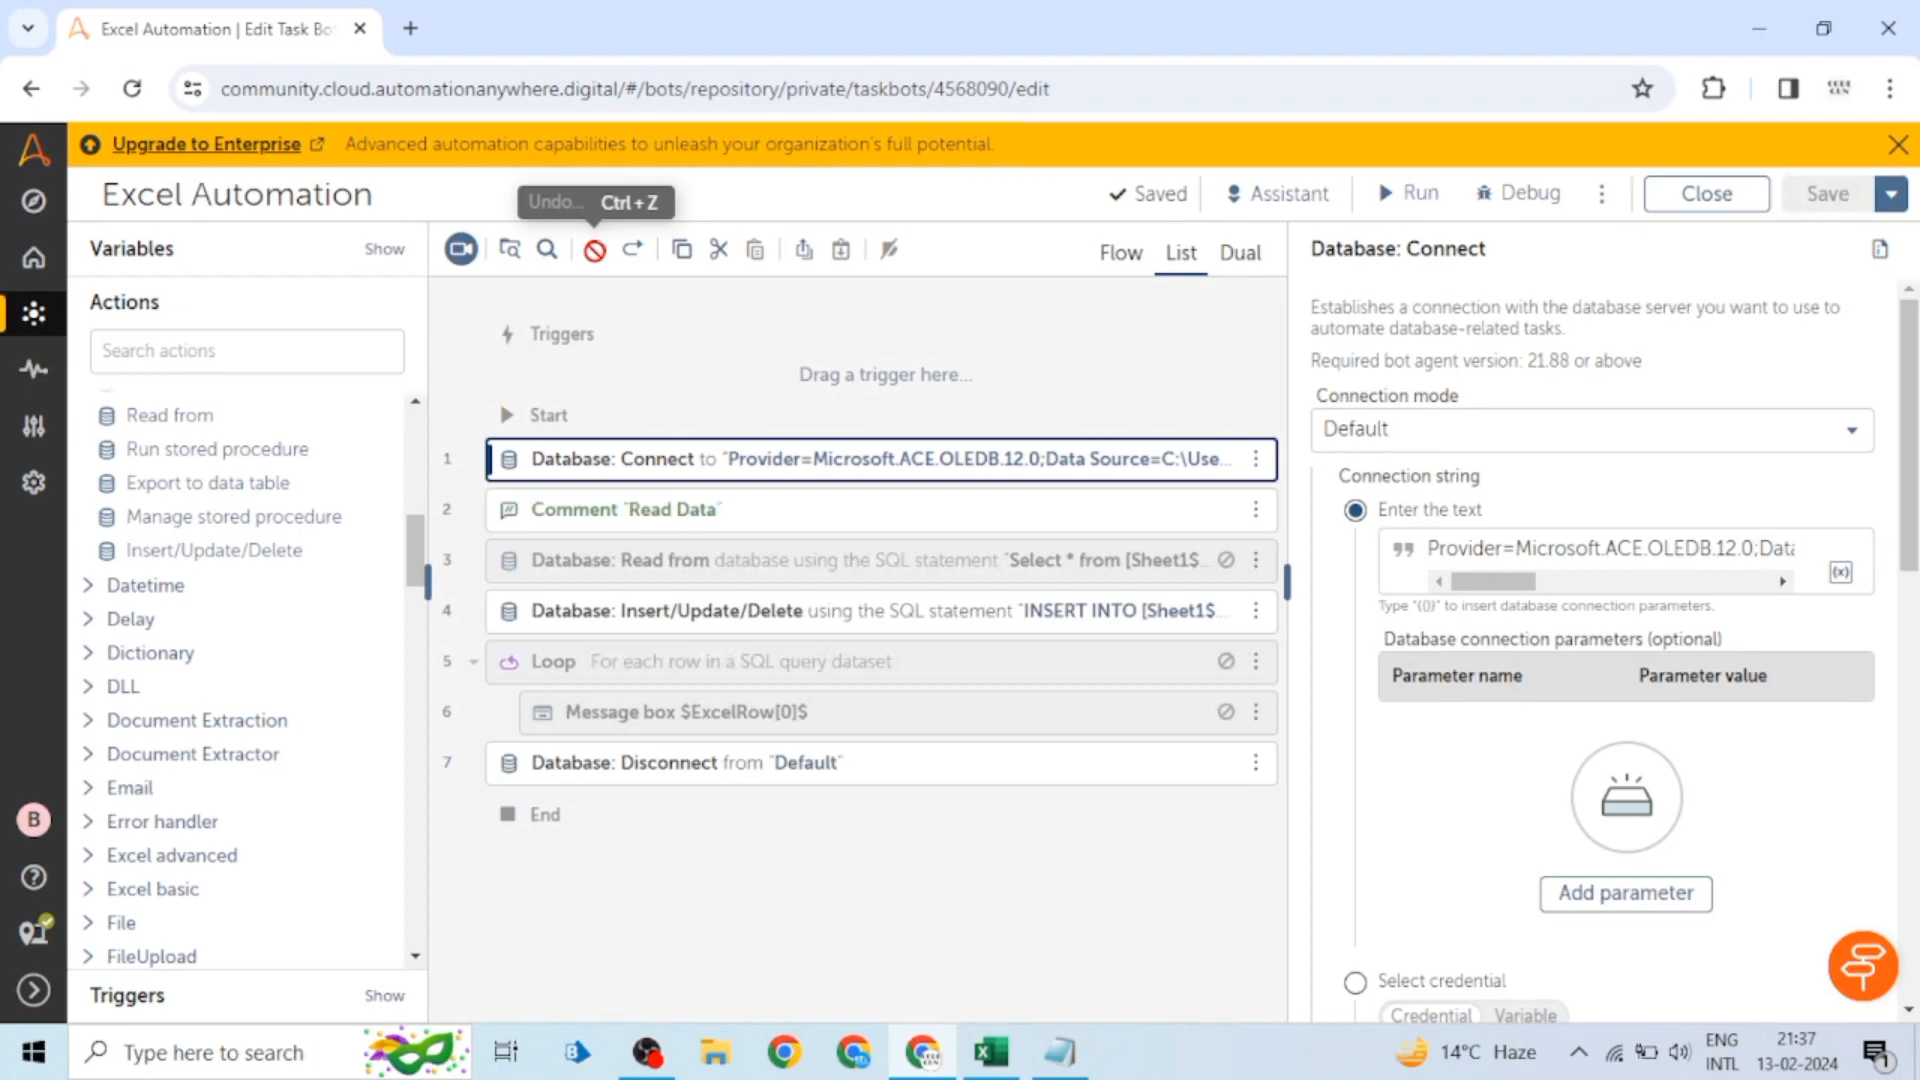 Excel Automation | Edit Task Bo
community.cloud.automationanywhere.digital/#/bots/repository/private/taskbots/4568090/edit
Upgrade to Enterprise Advanced automation capabilities to unleash your organization's full potential.
Excel Automation
Undo... Ctrl+Z
Saved
Assistant
Run
Debug
Close
Save
Variables
Show
Flow
List
Dual
Actions
Search actions
Read from
Run stored procedure
Export to data table
Manage stored procedure
Insert/Update/Delete
Datetime
Delay
Dictionary
DLL
Document Extraction
Document Extractor
Email
Error handler
Excel advanced
Excel basic
File
FileUpload
Triggers
Show
Triggers
Drag a trigger here...
Start
1 Database: Connect to "Provider=Microsoft.ACE.OLEDB.12.0;Data Source=C:\Use...
2 Comment "Read Data"
3 Database: Read from database using the SQL statement "Select * from [Sheet1$...
4 Database: Insert/Update/Delete using the SQL statement "INSERT INTO [Sheet1$...
5 Loop For each row in a SQL query dataset
6 Message box $ExcelRow[0]$
7 Database: Disconnect from "Default"
End
Database: Connect
Establishes a connection with the database server you want to use to
automate database-related tasks.
Required bot agent version: 21.88 or above
Connection mode
Default
Connection string
Enter the text
Provider=Microsoft.ACE.OLEDB.12.0;Data
(x)
Type "{{}}" to insert database connection parameters.
Database connection parameters (optional)
Parameter name Parameter value
Add parameter
Select credential
Credential Variable
B
Type here to search
14°C Haze
ENG
INTL
21:37
13-02-2024
1